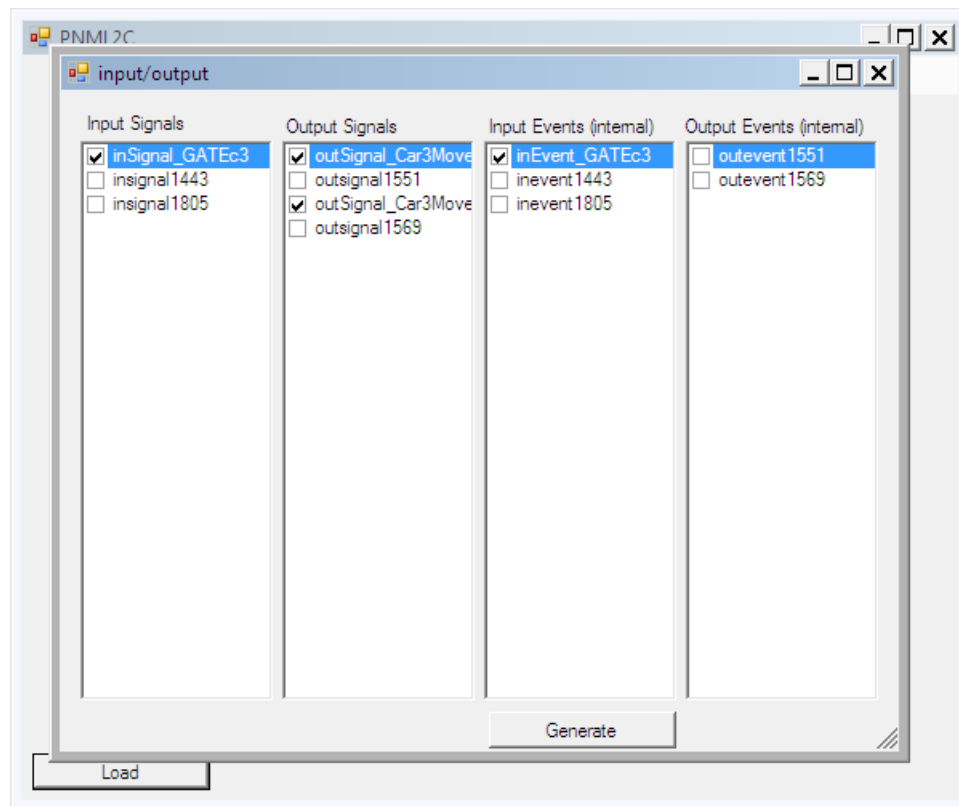 PNML2C
input/output
Input Signals
inSignal_GATEc3
insignal1443
insignal1805
Output Signals
outSignal_Car3Move
outsignal1551
outSignal_Car3Move
outsignal1569
Input Events (internal)
inEvent_GATEc3
inevent1443
inevent1805
Output Events (internal)
outevent1551
outevent1569
Generate
Load